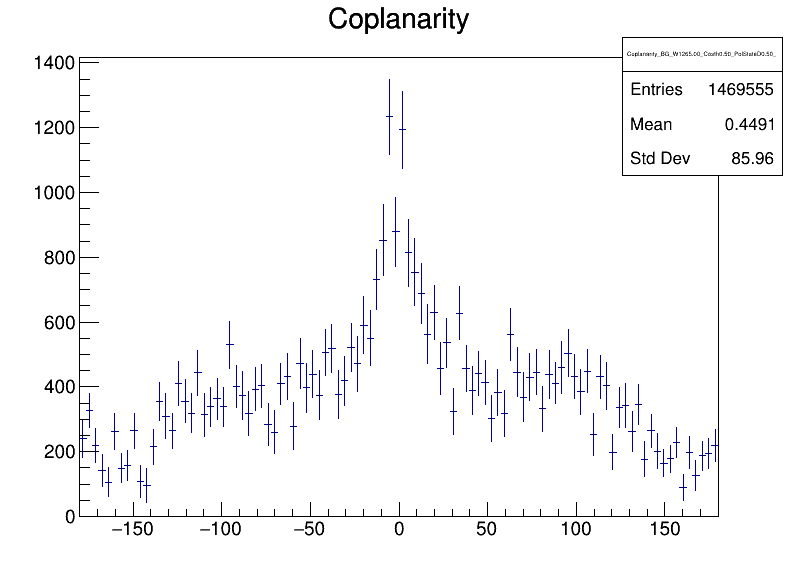 Coplanarity
Coplanarity_BG_W1265.00_Costh0.50_PolStateD0.50_
Entries 1469555
Mean 0.4491
Std Dev 85.96
1400
1200
1000
800
600
400
200
0
−150 −100 −50 0 50 100 150